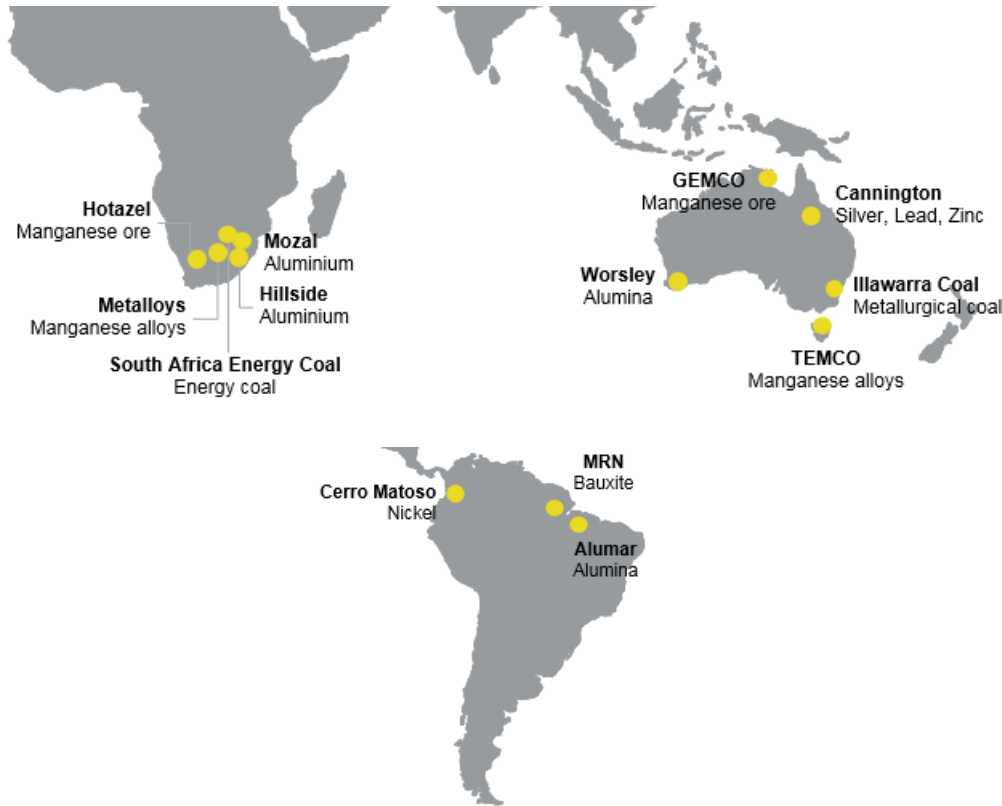 Hotazel
Manganese ore
Mozal
Aluminium
Metalloys
Manganese alloys
Hillside
Aluminium
South Africa Energy Coal
Energy coal
GEMCO
Manganese ore
Cannington
Silver, Lead, Zinc
Worsley
Alumina
Illawarra Coal
Metallurgical coal
TEMCO
Manganese alloys
Cerro Matoso
Nickel
MRN
Bauxite
Alumar
Alumina